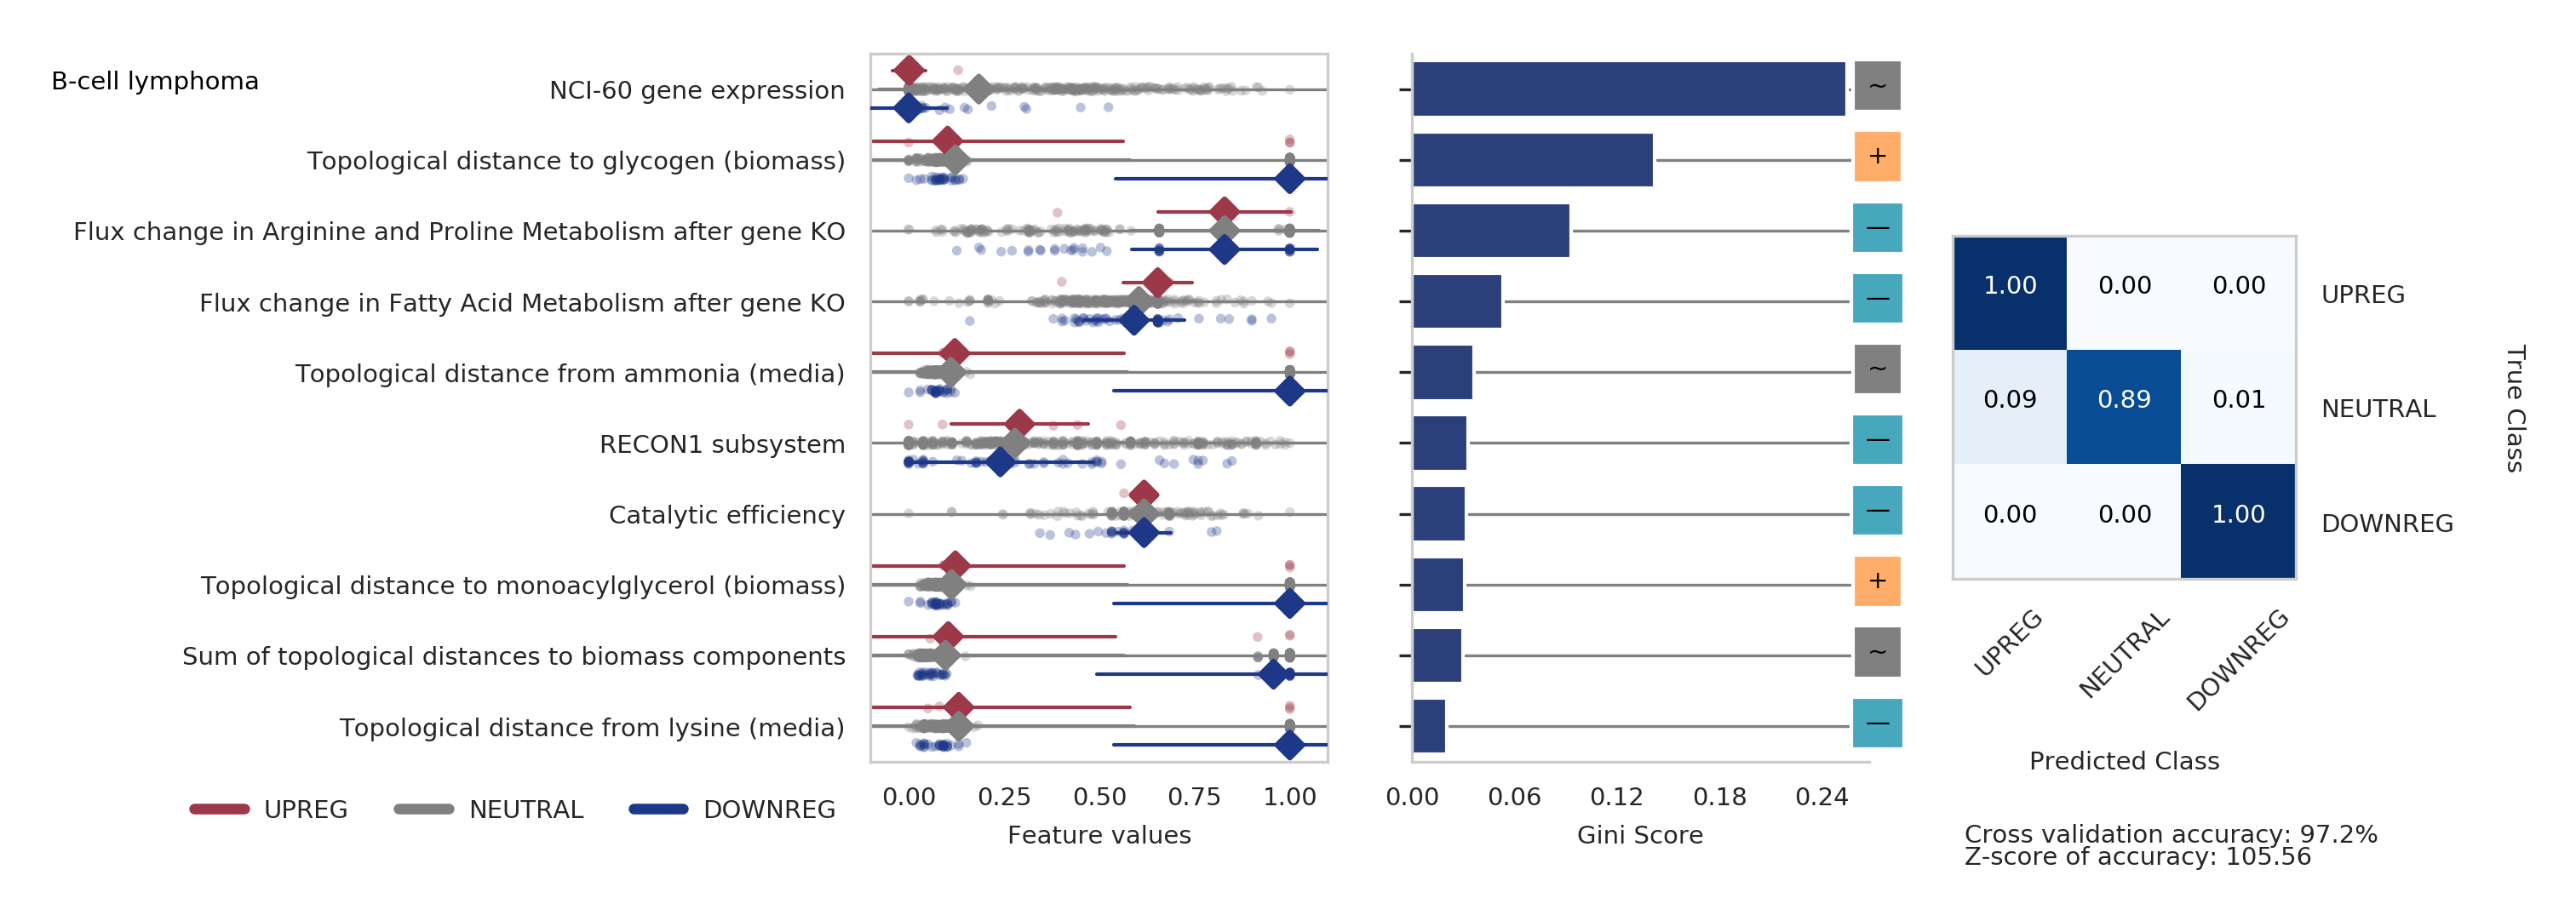 B-cell lymphoma
NCI-60 gene expression
~
Topological distance to glycogen (biomass)
+
Flux change in Arginine and Proline Metabolism after gene KO
—
Flux change in Fatty Acid Metabolism after gene KO
—
Topological distance from ammonia (media)
~
RECON1 subsystem
—
Catalytic efficiency
—
Topological distance to monoacylglycerol (biomass)
+
Sum of topological distances to biomass components
~
Topological distance from lysine (media)
—
UPREG NEUTRAL DOWNREG
0.00 0.25 0.50 0.75 1.00
Feature values
0.00 0.06 0.12 0.18 0.24
Gini Score
1.00 0.00 0.00 UPREG
0.09 0.89 0.01 NEUTRAL
0.00 0.00 1.00 DOWNREG
True Class
UPREG NEUTRAL DOWNREG
Predicted Class
Cross validation accuracy: 97.2%
Z-score of accuracy: 105.56